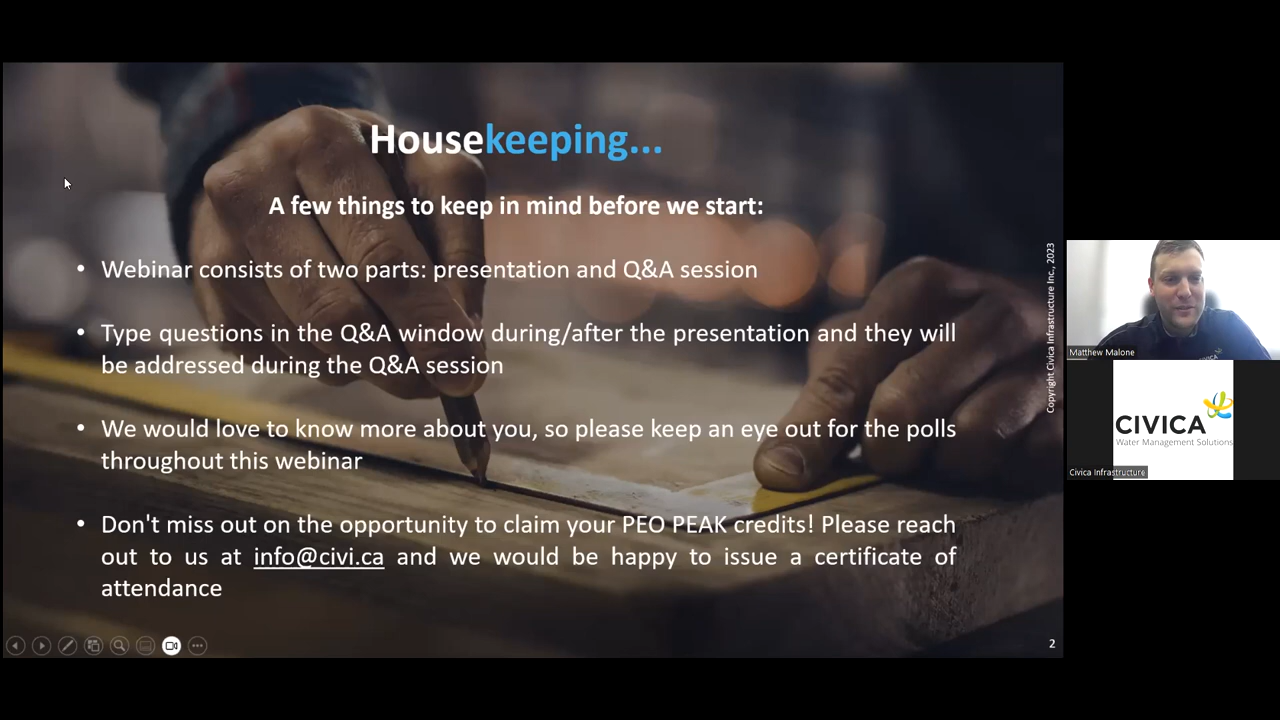 Housekeeping...
A few things to keep in mind before we start:
• Webinar consists of two parts: presentation and Q&A session
• Type questions in the Q&A window during/after the presentation and they will
be addressed during the Q&A session
• We would love to know more about you, so please keep an eye out for the polls
throughout this webinar
• Don't miss out on the opportunity to claim your PEO PEAK credits! Please reach
out to us at info@civi.ca and we would be happy to issue a certificate of
attendance
Copyright Civica Infrastructure Inc., 2023
2
Matthew Malone
CIVICA
Water Management Solutions
Civica Infrastructure